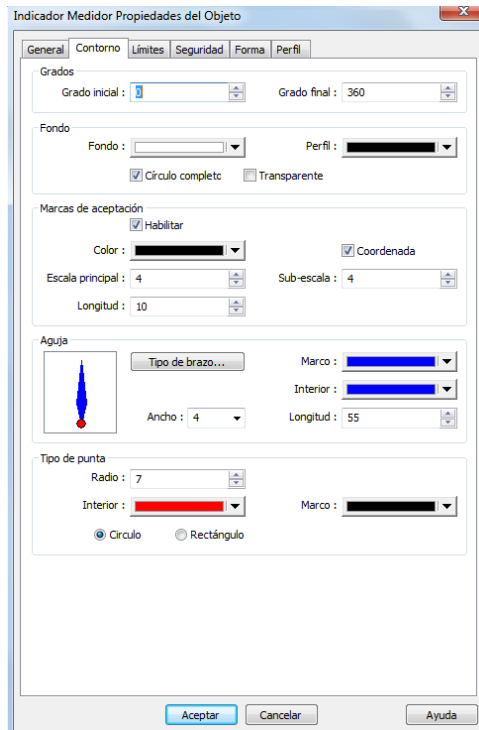 Indicador Medidor Propiedades del Objeto
General Contorno Límites Seguridad Forma Perfil
Grados
Grado inicial : 0 Grado final : 360
Fondo
Fondo : Perfil :
Círculo completo Transparente
Marcas de aceptación
Habilitar
Color : Coordenada
Escala principal : 4 Sub-escala : 4
Longitud : 10
Aguja
Tipo de brazo... Marco :
Interior :
Ancho : 4 Longitud : 55
Tipo de punta
Radio : 7
Interior : Marco :
Circulo Rectángulo
Aceptar Cancelar Ayuda